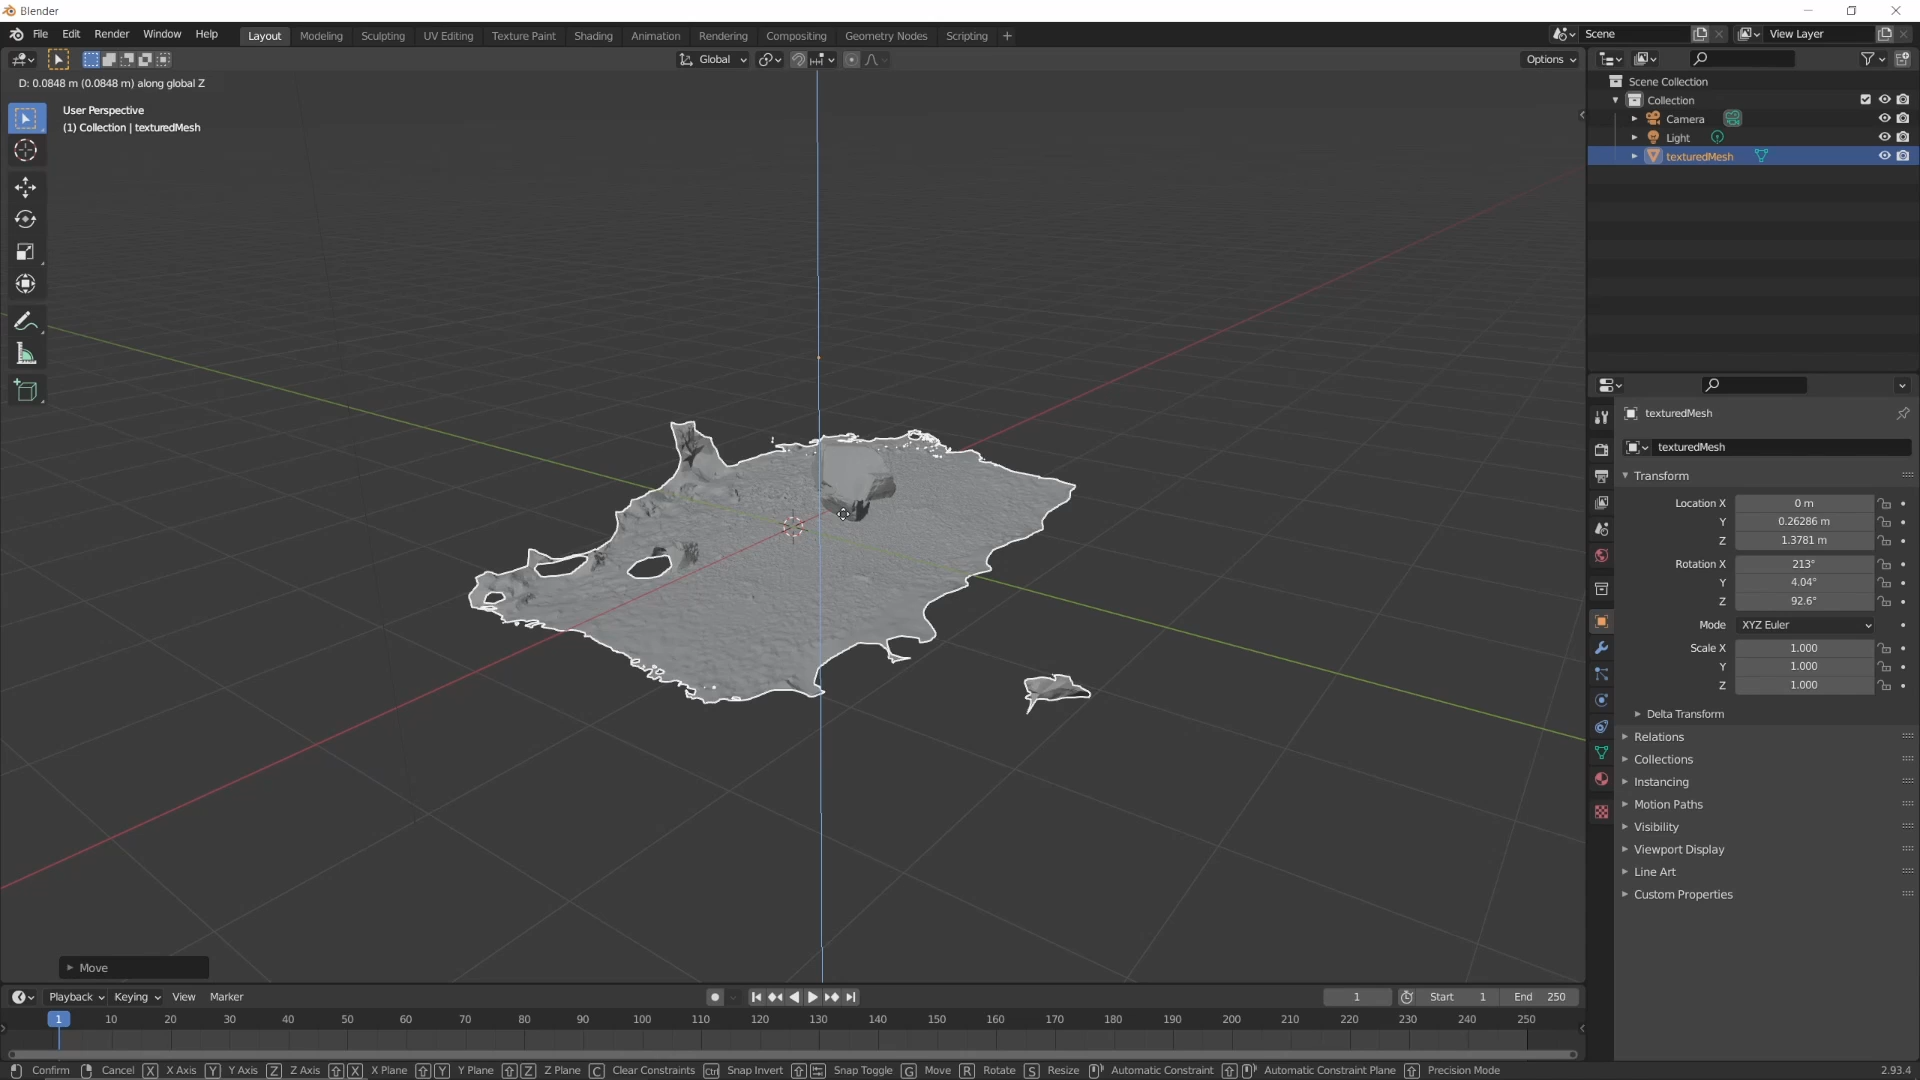 Blender
File Edit Render Window Help Layout Modeling Sculpting UV Editing Texture Paint Shading Animation Rendering Compositing Geometry Nodes Scripting + Scene View Layer
Global Options
D: 0.0848 m (0.0848 m) along global Z
User Perspective
(1) Collection | texturedMesh
Scene Collection
Collection
Camera
Light
texturedMesh
texturedMesh
texturedMesh
Transform
Location X 0 m
Y 0.26286 m
Z 1.3781 m
Rotation X 213°
Y 4.04°
Z 92.6°
Mode XYZ Euler
Scale X 1.000
Y 1.000
Z 1.000
Delta Transform
Relations
Collections
Instancing
Motion Paths
Visibility
Viewport Display
Line Art
Custom Properties
Move
Playback Keying View Marker 1 Start 1 End 250
1 10 20 30 40 50 60 70 80 90 100 110 120 130 140 150 160 170 180 190 200 210 220 230 240 250
Confirm Cancel X X Axis Y Y Axis Z Z Axis X X Plane Y Y Plane Z Z Plane C Clear Constraints Ctrl Snap Invert Snap Toggle G Move R Rotate S Resize Automatic Constraint Automatic Constraint Plane Precision Mode 2.93.4